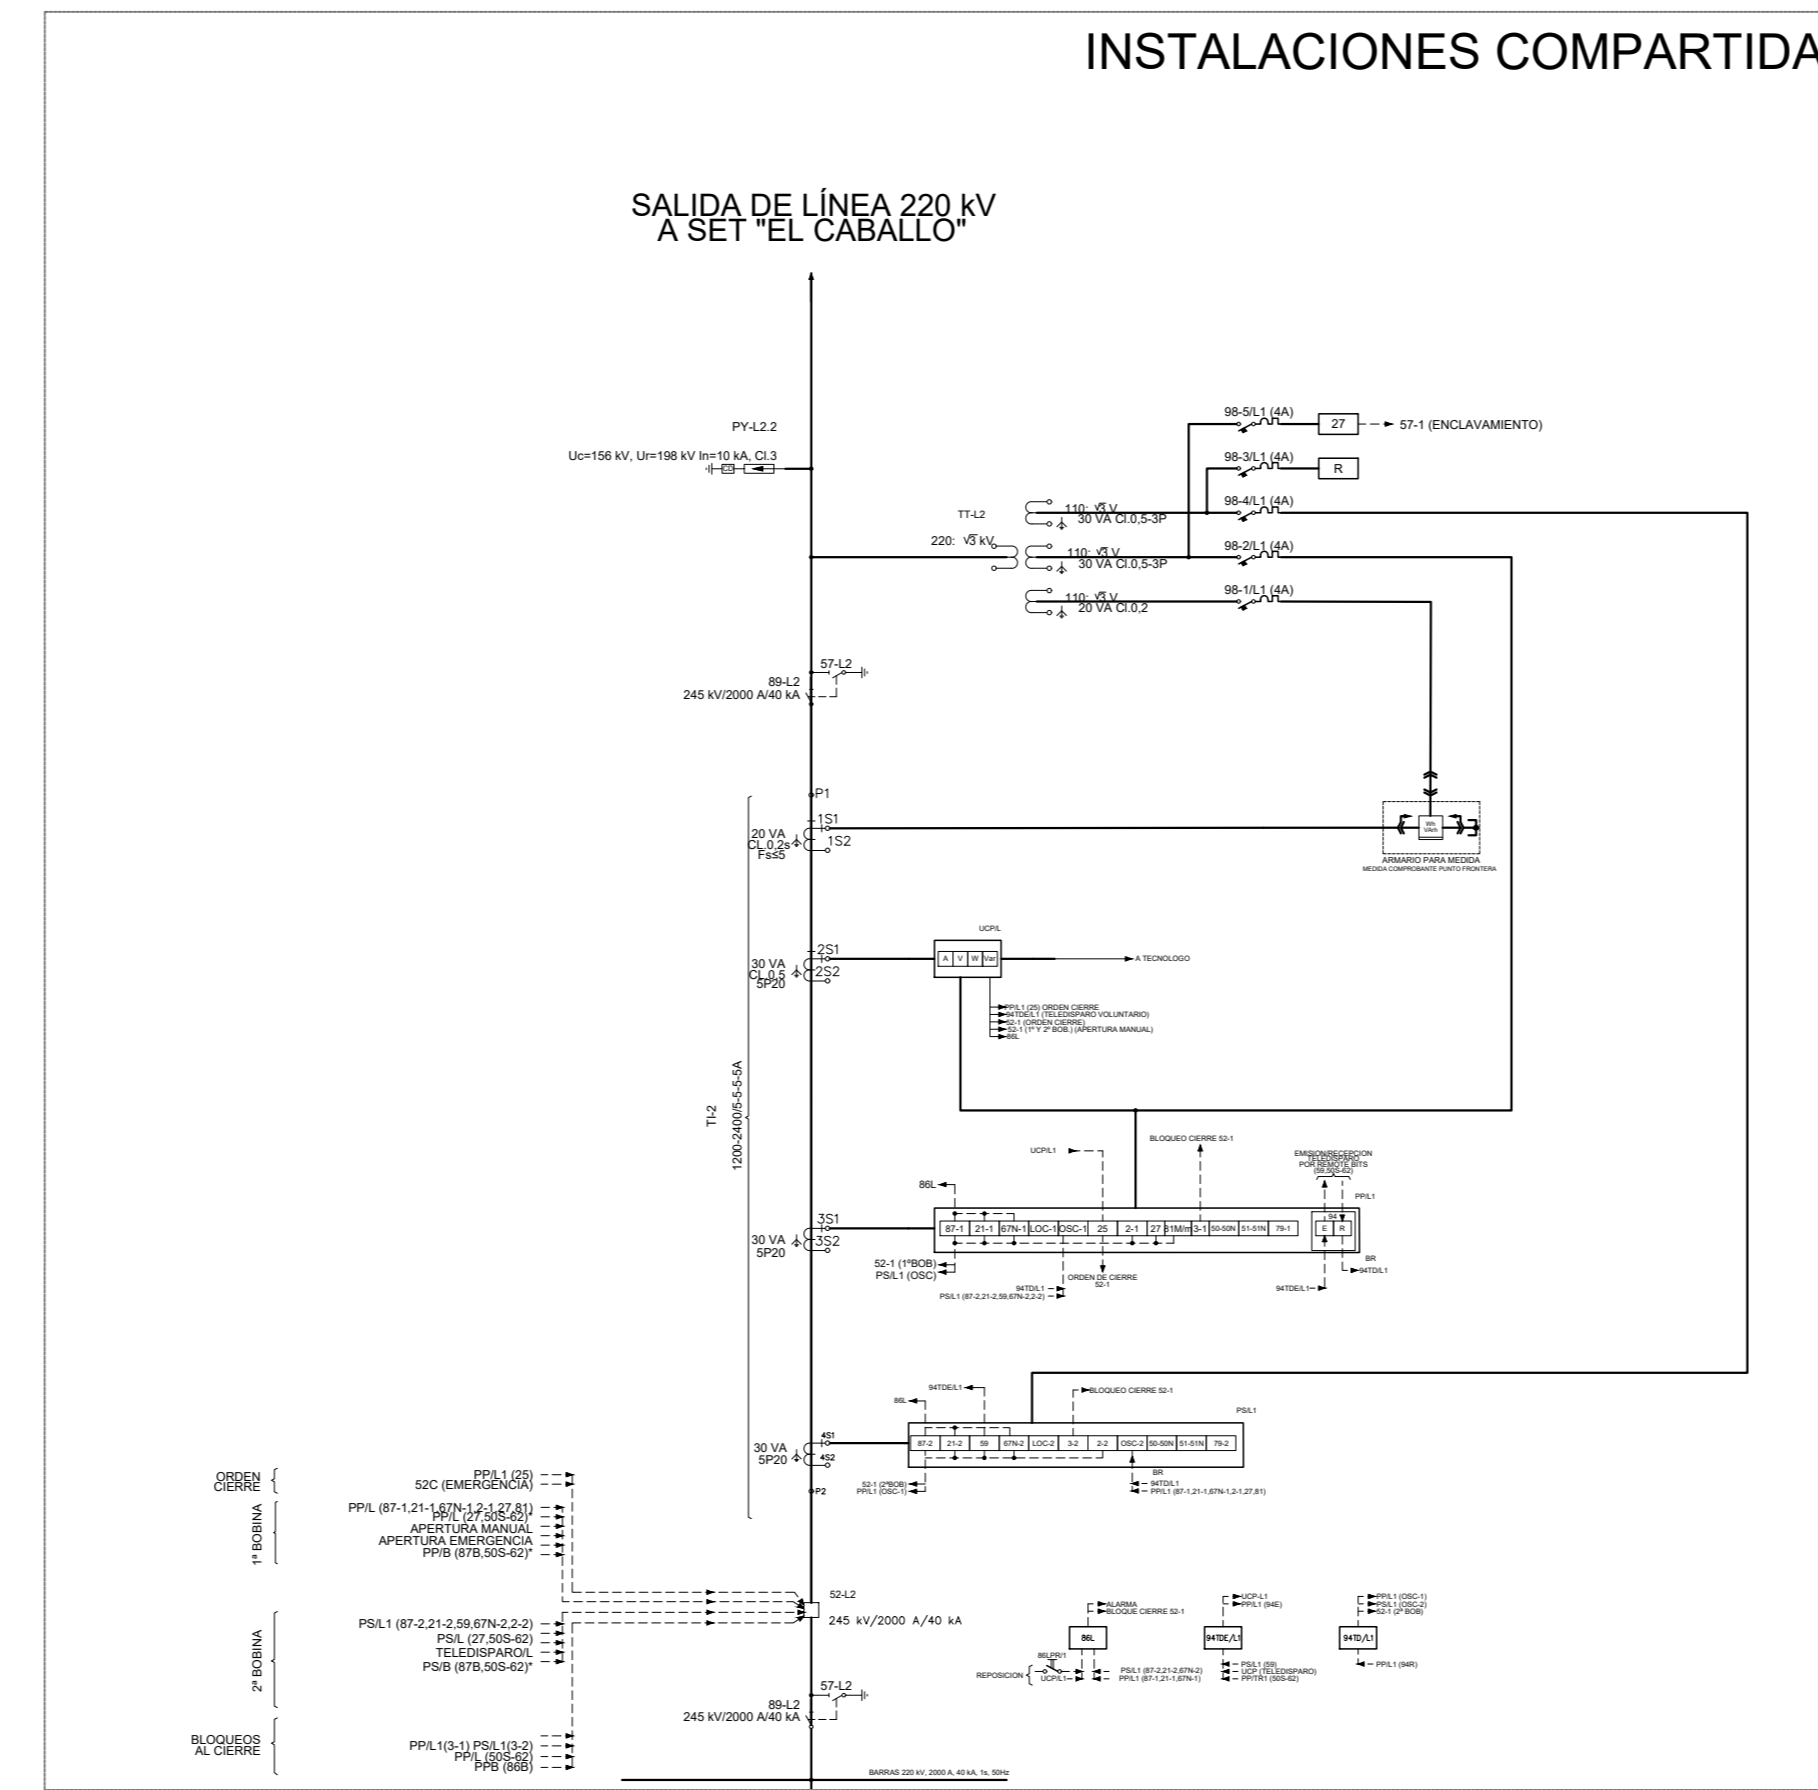 INSTALACIONES COMPARTIDA
SALIDA DE LÍNEA 220 kV
A SET "EL CABALLO"
PY-L2.2
Uc=156 kV, Ur=198 kV In=10 kA, Cl.3
CD
98-5/L1 (4A)
27
57-1 (ENCLAVAMIENTO)
98-3/L1 (4A)
R
98-4/L1 (4A)
TT-L2
110: √3 V
30 VA Cl.0,5-3P
220: √3 kV
98-2/L1 (4A)
110: √3 V
30 VA Cl.0,5-3P
98-1/L1 (4A)
110: √3 V
20 VA Cl.0,2
57-L2
89-L2
245 kV/2000 A/40 kA
P1
1S1
1S2
20 VA
CL.0,2s
Fs≤5
Wh
VArh
ARMARIO PARA MEDIDA
MEDIDA COMPROBANTE PUNTO FRONTERA
2S1
2S2
30 VA
CL.0,5
5P20
UCP/L
A V W Var
A TECNOLOGO
PP/L1 (25) ORDEN CIERRE
94TDE/L1 (TELEDISPARO VOLUNTARIO)
52-1 (ORDEN CIERRE)
52-1 (1ª Y 2ª BOB.) (APERTURA MANUAL)
86L
TI-2
1200-2400/5-5-5-5A
UCP/L1
BLOQUEO CIERRE 52-1
EMISION/RECEPCION
TELEDISPARO
POR REMOTE BITS
(59,50S-62)
PP/L1
86L
3S1
3S2
30 VA
5P20
87-1 21-1 67N-1 LOC-1 OSC-1 25 2-1 27 81M/m 3-1 50-50N 51-51N 79-1
94
E R
BR
94TD/L1
52-1 (1ºBOB)
PS/L1 (OSC)
ORDEN DE CIERRE
52-1
94TD/L1
PS/L1 (87-2,21-2,59,67N-2,2-2)
94TDE/L1
94TDE/L1
BLOQUEO CIERRE 52-1
86L
PS/L1
4S1
4S2
30 VA
5P20
87-2 21-2 59 67N-2 LOC-2 3-2 2-2 OSC-2 50-50N 51-51N 79-2
BR
52-1 (2ªBOB)
PP/L1 (OSC-1)
94TD/L1
PP/L1 (87-1,21-1,67N-1,2-1,27,81)
P2
ORDEN
CIERRE
PP/L1 (25)
52C (EMERGENCIA)
1ª BOBINA
PP/L (87-1,21-1,67N-1,2-1,27,81)
PP/L (27,50S-62)*
APERTURA MANUAL
APERTURA EMERGENCIA
PP/B (87B,50S-62)*
52-L2
245 kV/2000 A/40 kA
2ª BOBINA
PS/L1 (87-2,21-2,59,67N-2,2-2)
PS/L (27,50S-62)
TELEDISPARO/L
PS/B (87B,50S-62)*
BLOQUEOS
AL CIERRE
PP/L1(3-1) PS/L1(3-2)
PP/L (50S-62)
PPB (86B)
57-L2
89-L2
245 kV/2000 A/40 kA
BARRAS 220 kV, 2000 A, 40 kA, 1s, 50Hz
ALARMA
BLOQUE CIERRE 52-1
86L
86LPR/1
REPOSICION
UCP/L1
PS/L1 (87-2,21-2,67N-2)
PP/L1 (87-1,21-1,67N-1)
UCP-L1
PP/L1 (94E)
94TDE/L1
PS/L1 (59)
UCP (TELEDISPARO)
PP/TR1 (50S-62)
PP/L1 (OSC-1)
PS/L1 (OSC-2)
52-1 (2ª BOB)
94TD/L1
PP/L1 (94R)